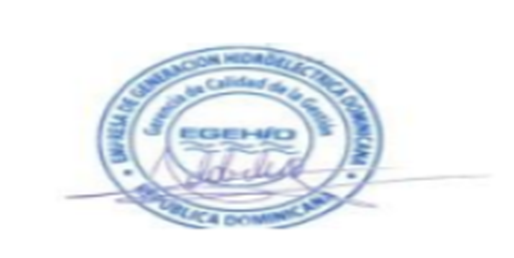 EMPRESA DE GENERACION HIDROELECTRICA DOMINICANA
Gerencia de Calidad de la Gestión
EGEHID
REPUBLICA DOMINICANA